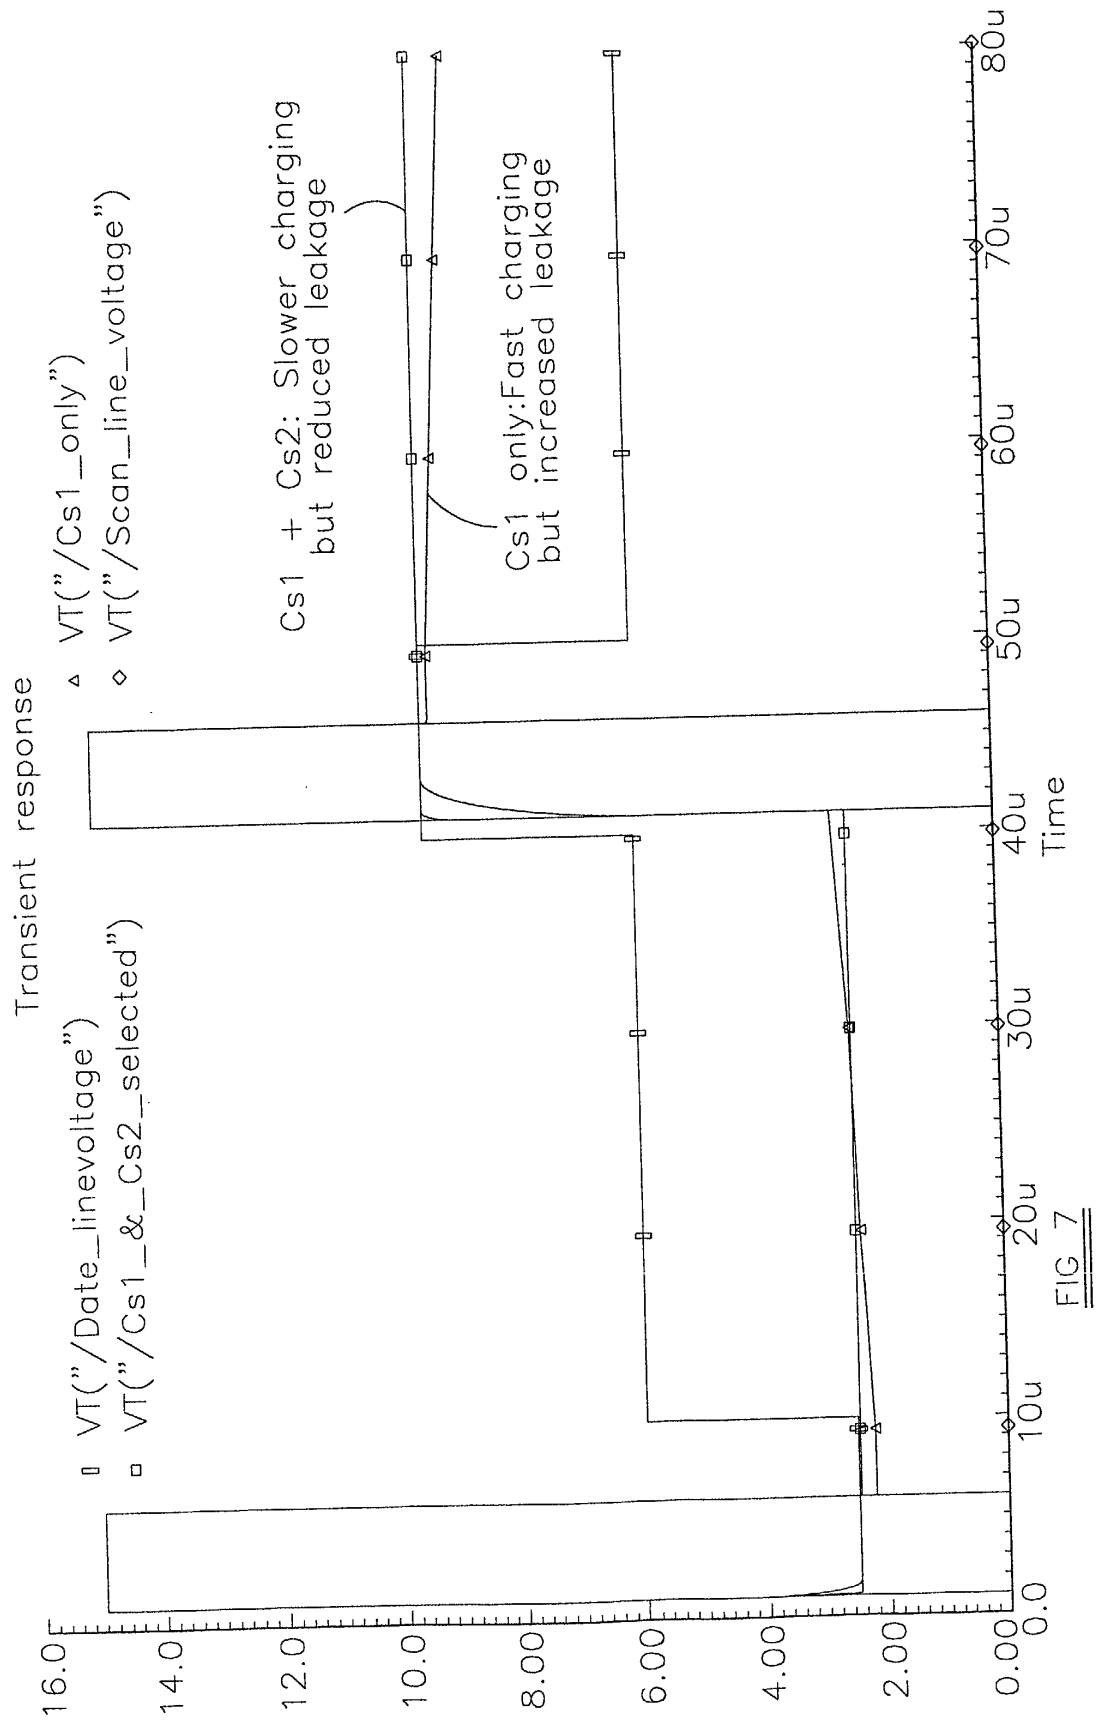 Transient response
▯ VT("/Date_linevoltage")
□ VT("/Cs1_&_Cs2_selected")
△ VT("/Cs1_only")
◇ VT("/Scan_line_voltage")
Cs1 + Cs2: Slower charging
but reduced leakage
Cs1 only:Fast charging
but increased leakage
16.0
14.0
12.0
10.0
8.00
6.00
4.00
2.00
0.00
0.0
10u
20u
30u
40u
50u
60u
70u
80u
Time
FIG 7